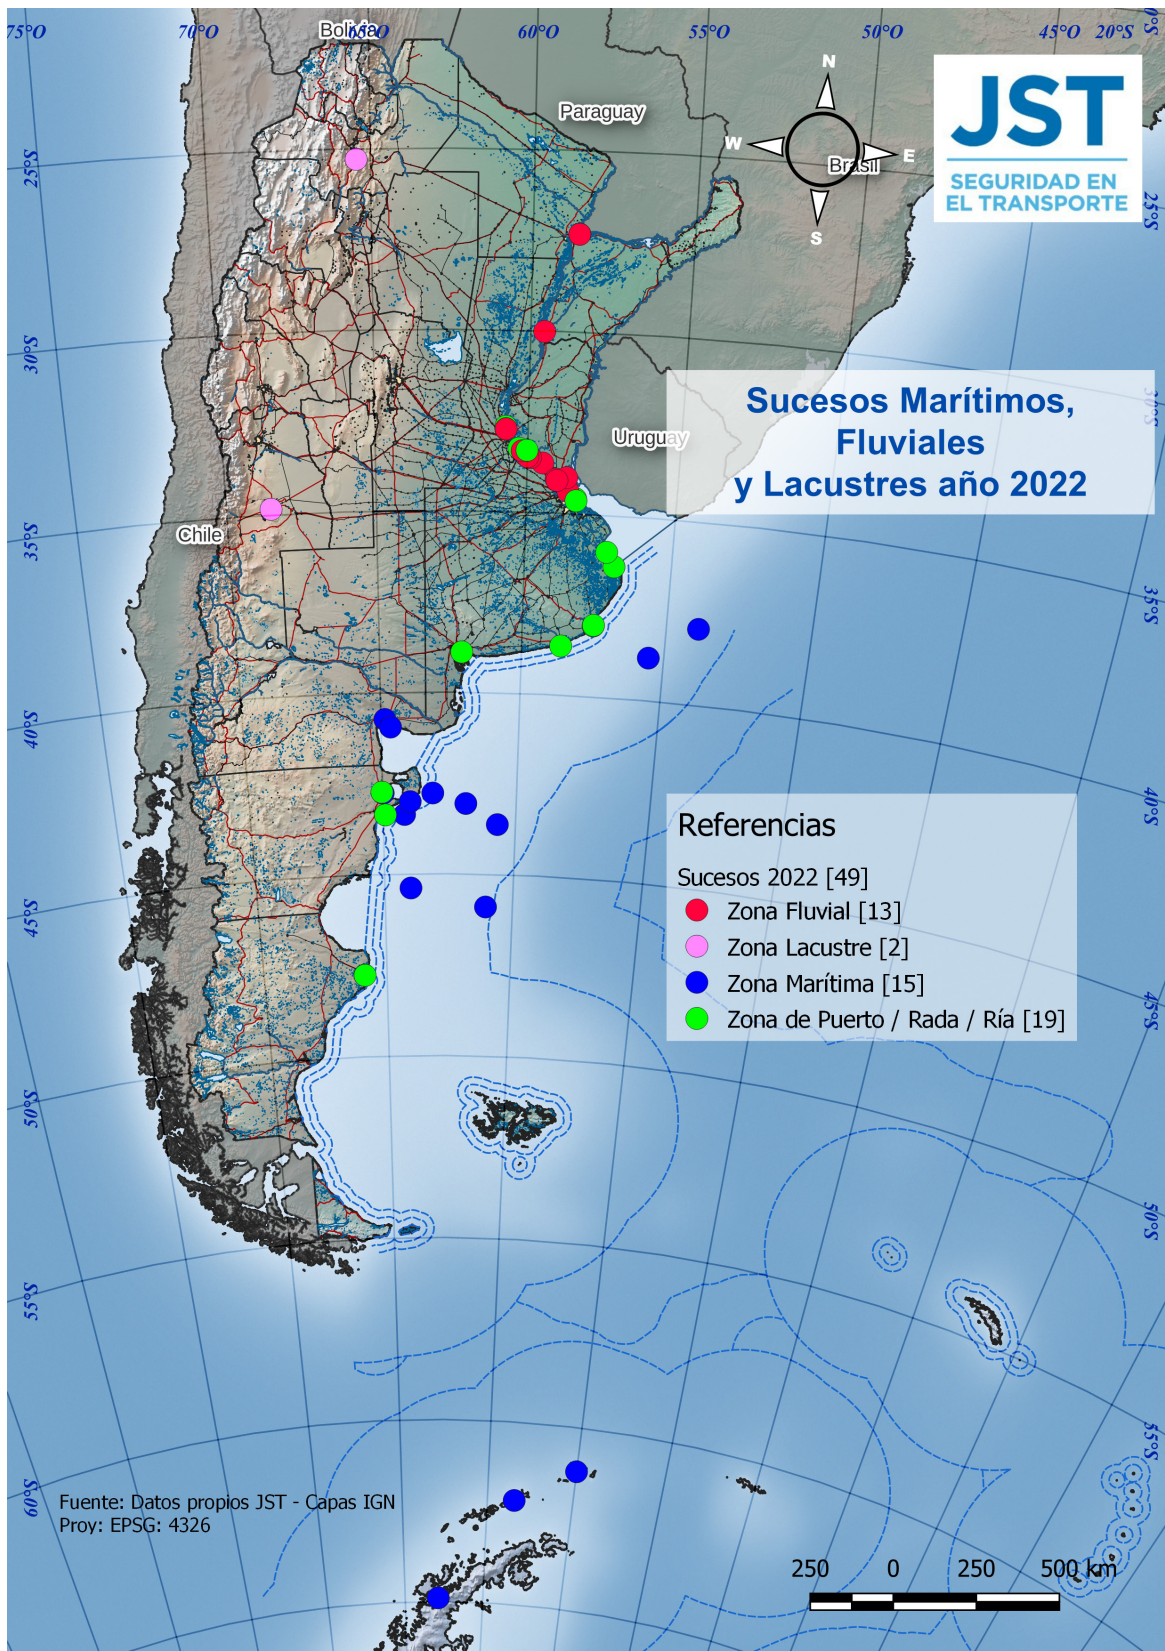 75°O
70°O
Bolivia
65°O
60°O
55°O
50°O
45°O
20°S
0°S
N
W
E
S
Paraguay
Brasil
JST
SEGURIDAD EN
EL TRANSPORTE
25°S
25°S
30°S
30°S
Sucesos Marítimos,
Fluviales
y Lacustres año 2022
Uruguay
Chile
35°S
35°S
40°S
40°S
Referencias
Sucesos 2022 [49]
Zona Fluvial [13]
Zona Lacustre [2]
Zona Marítima [15]
Zona de Puerto / Rada / Ría [19]
45°S
45°S
50°S
50°S
55°S
55°S
60°S
Fuente: Datos propios JST - Capas IGN
Proy: EPSG: 4326
250 0 250 500 km